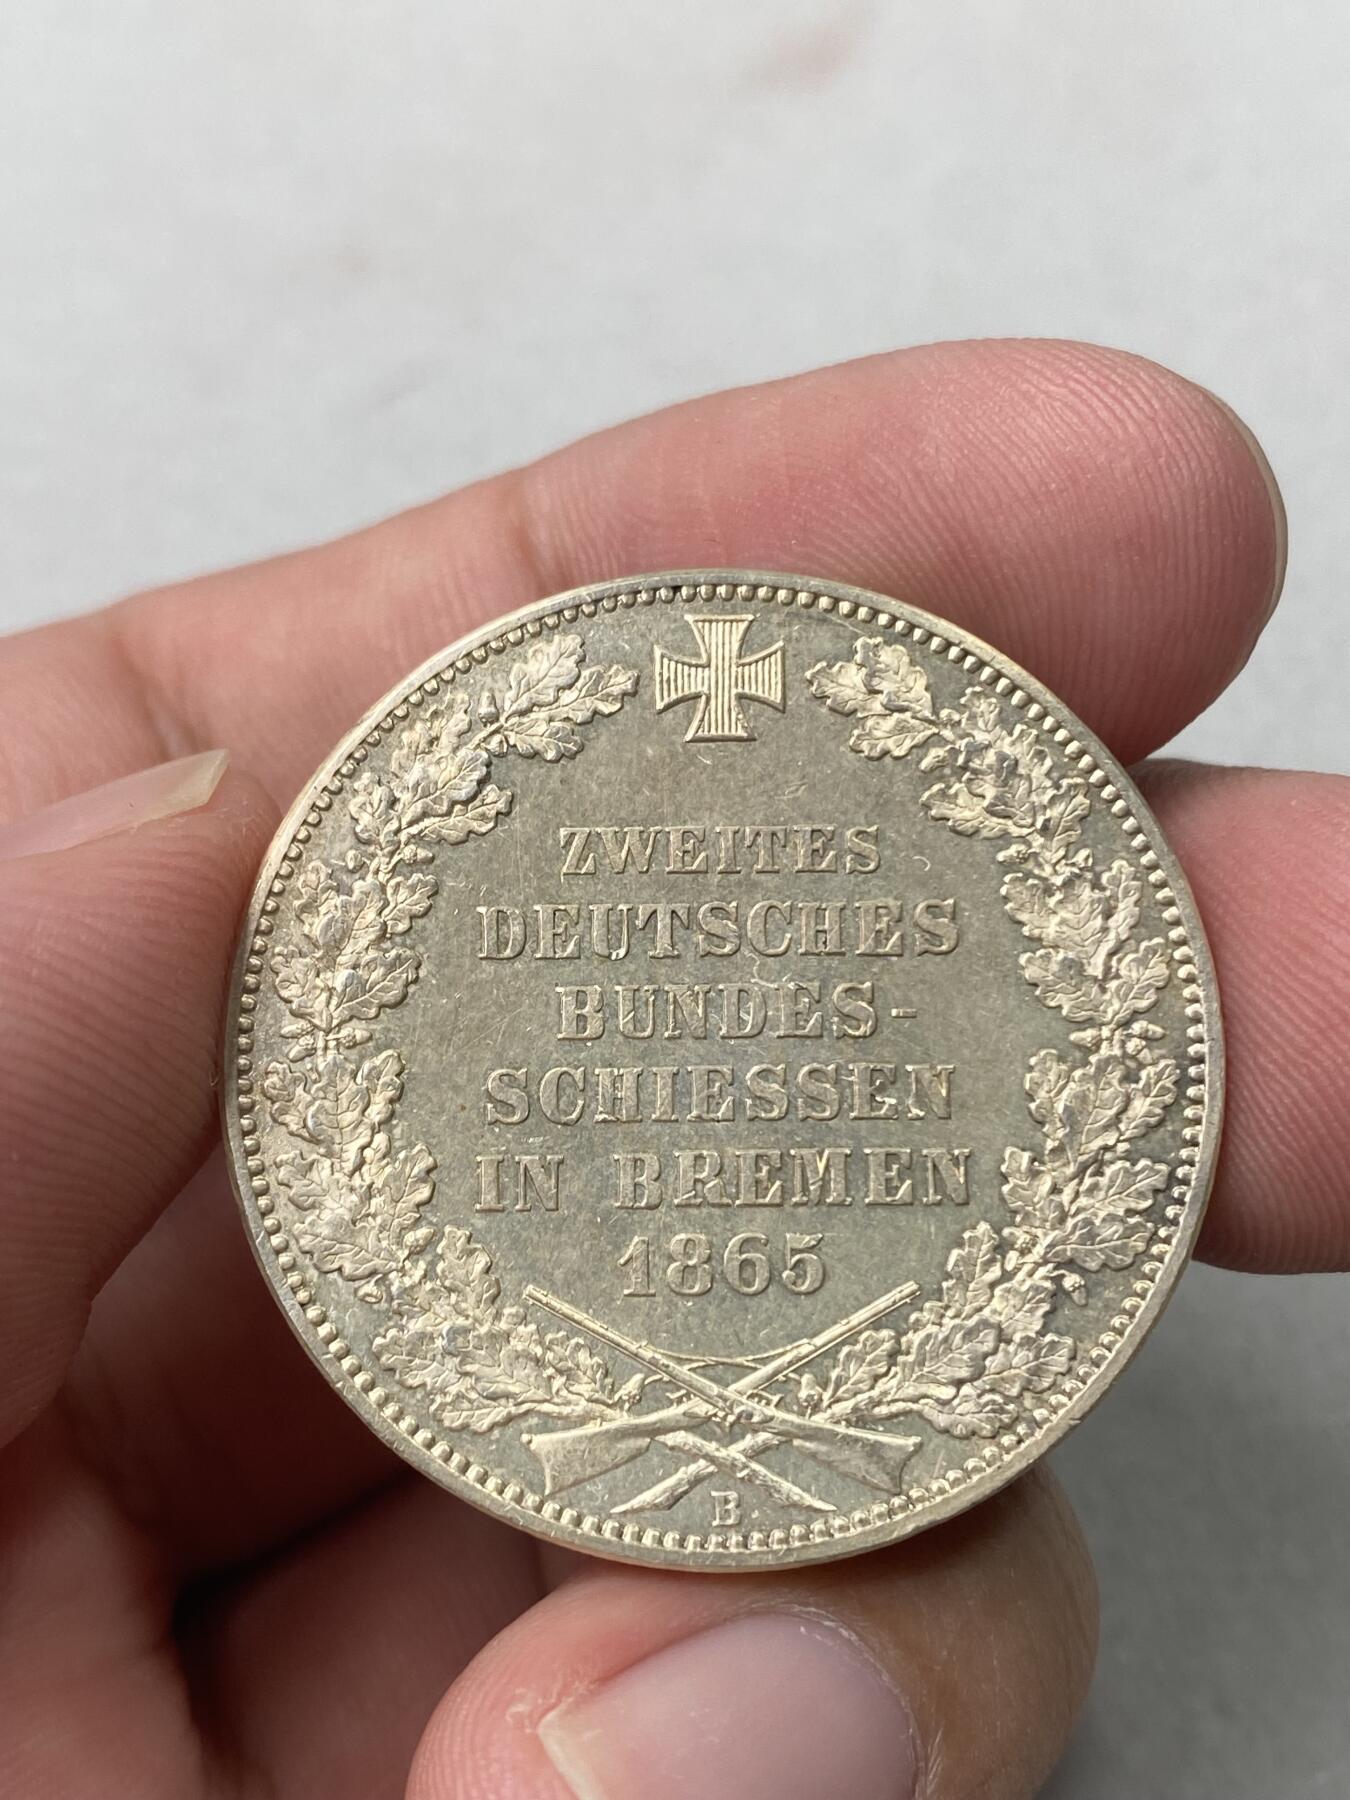 ZWEITES
DEUTSCHES
BUNDES-
SCHIESSEN
IN BREMEN
1865
B.